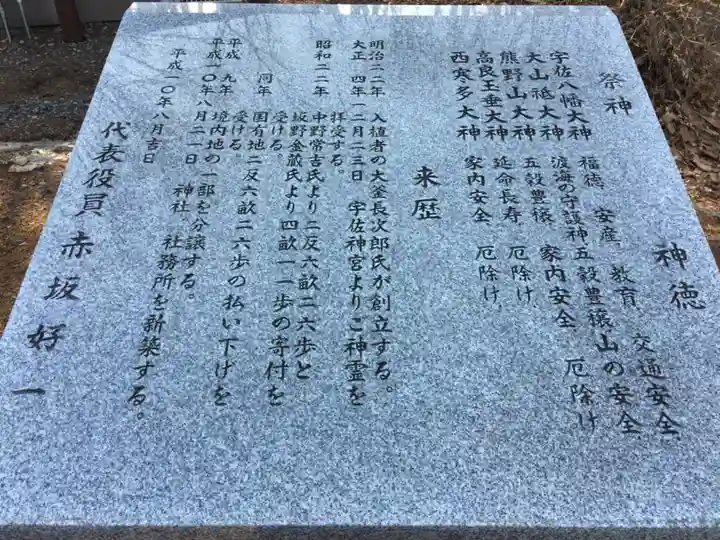 祭神　神徳
宇佐八幡大神　福徳、安産、教育、交通安全
大山祗大神　渡海の守護神五穀豊穣、山の安全
熊野山大神　五穀豊穣、家内安全、厄除け
高良玉垂大神　延命長寿、厄除け、
西寒多大神　家内安全、厄除け、
来歴
明治二二年　入植者の大釜長次郎氏が創立する。
大正一四年一二月二三日　宇佐神宮よりご神霊を
拝受する。
昭和二二年　中野常吉氏より二反六畝二六歩と
坂野金蔵氏より四畝一一歩の寄付を
受ける。
同年　国有地二反六畝二六歩の払い下げを
受ける。
平成　九年　境内地の一部を分譲する。
平成一〇年八月二一日　神社、社務所を新築する。
平成一〇年八月吉日
代表役員　赤坂好一